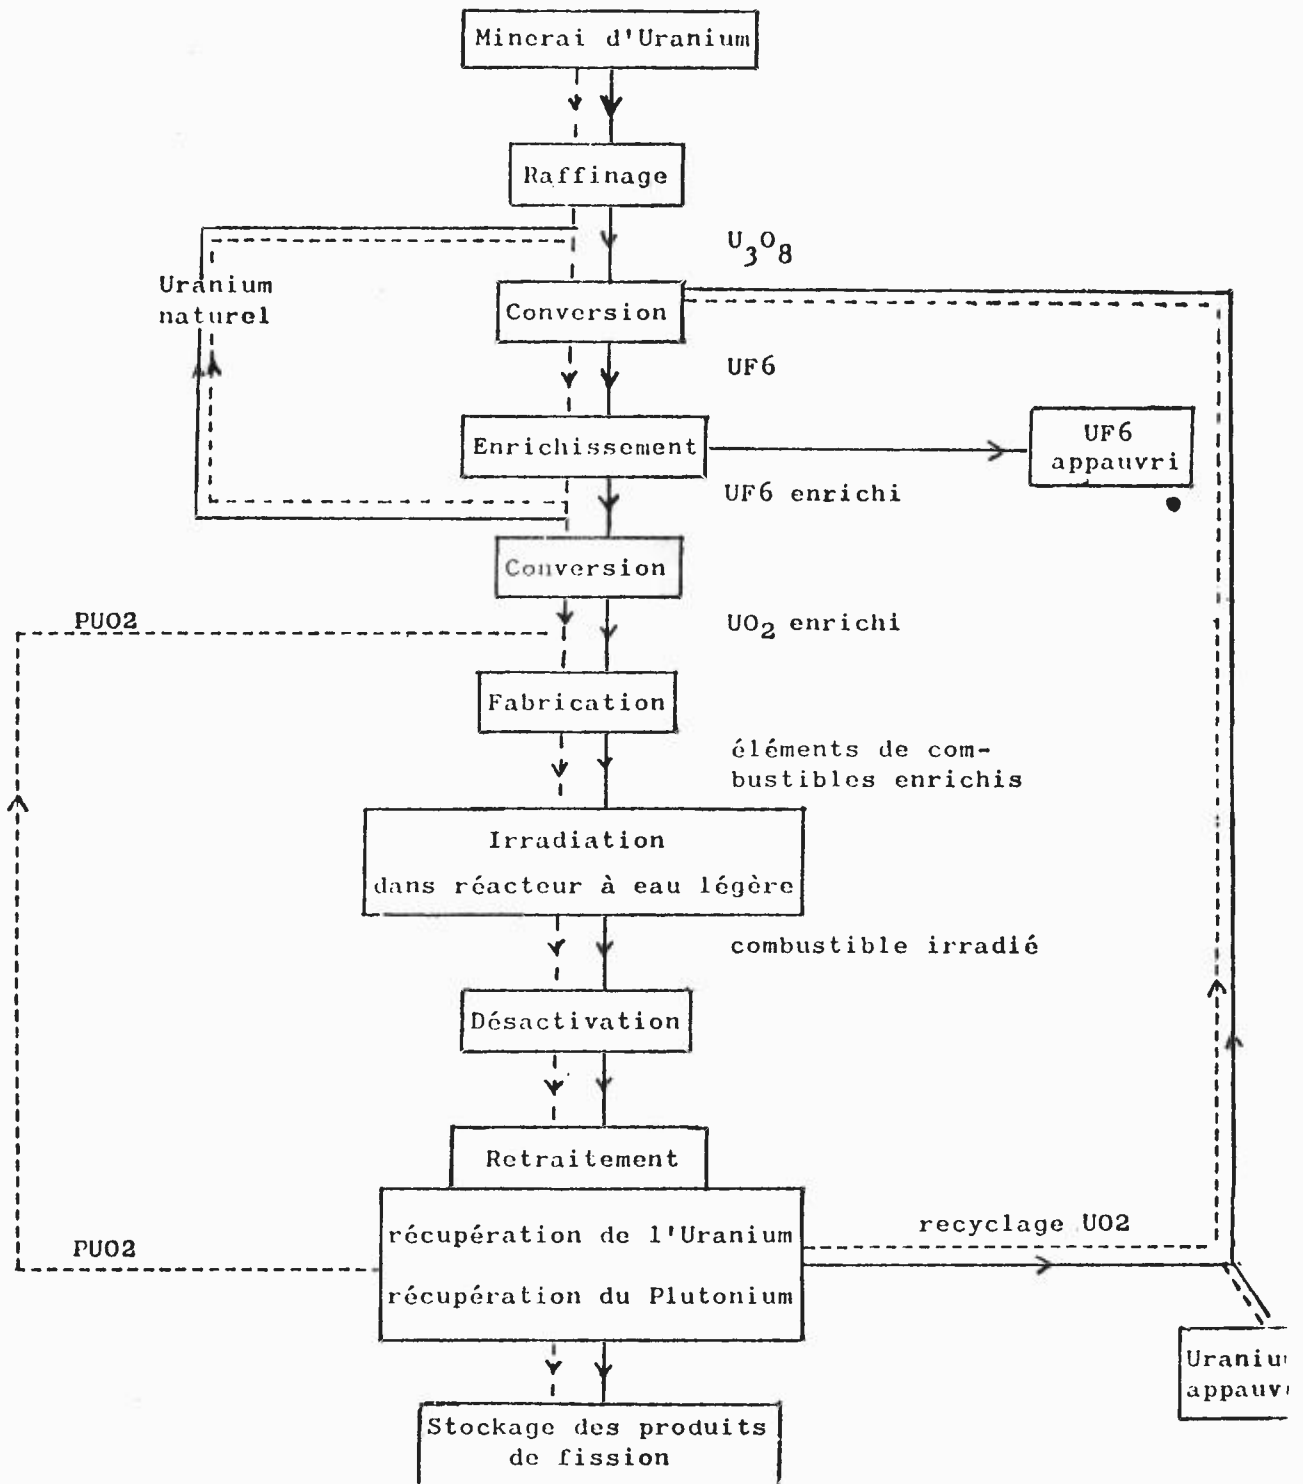 Minerai d'Uranium
Raffinage
U3O8
Uranium
naturel
Conversion
UF6
Enrichissement
UF6
appauvri
UF6 enrichi
Conversion
PUO2
UO2 enrichi
Fabrication
éléments de com-
bustibles enrichis
Irradiation
dans réacteur à eau légère
combustible irradié
Désactivation
Retraitement
récupération de l'Uranium
recyclage UO2
PUO2
récupération du Plutonium
Stockage des produits
de fission